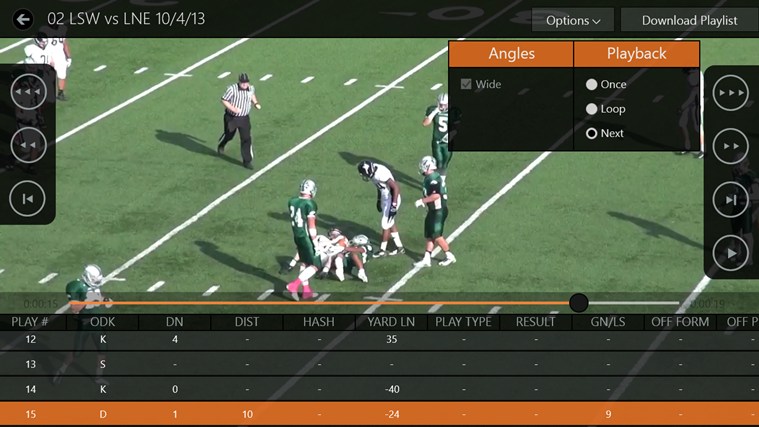 02 LSW vs LNE 10/4/13
Options
Download Playlist
Angles
Playback
Wide
Once
Loop
Next
24
S
0:00:15
0:00:19
PLAY # ODK DN DIST HASH YARD LN PLAY TYPE RESULT GN/LS OFF FORM OFF P
12 K 4 - - 35 - - - - -
13 S - - - - - - - - -
14 K 0 - - -40 - - - - -
15 D 1 10 - -24 - - 9 - -